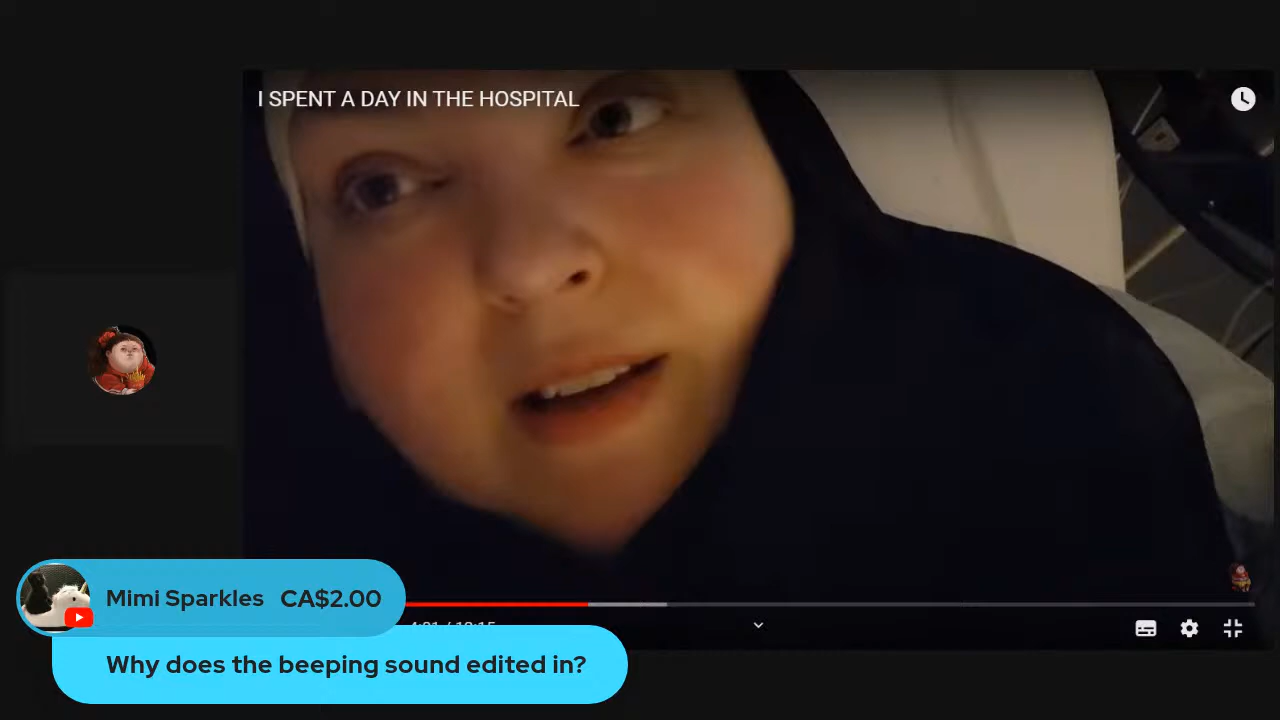 I SPENT A DAY IN THE HOSPITAL
Mimi Sparkles CA$2.00
Why does the beeping sound edited in?